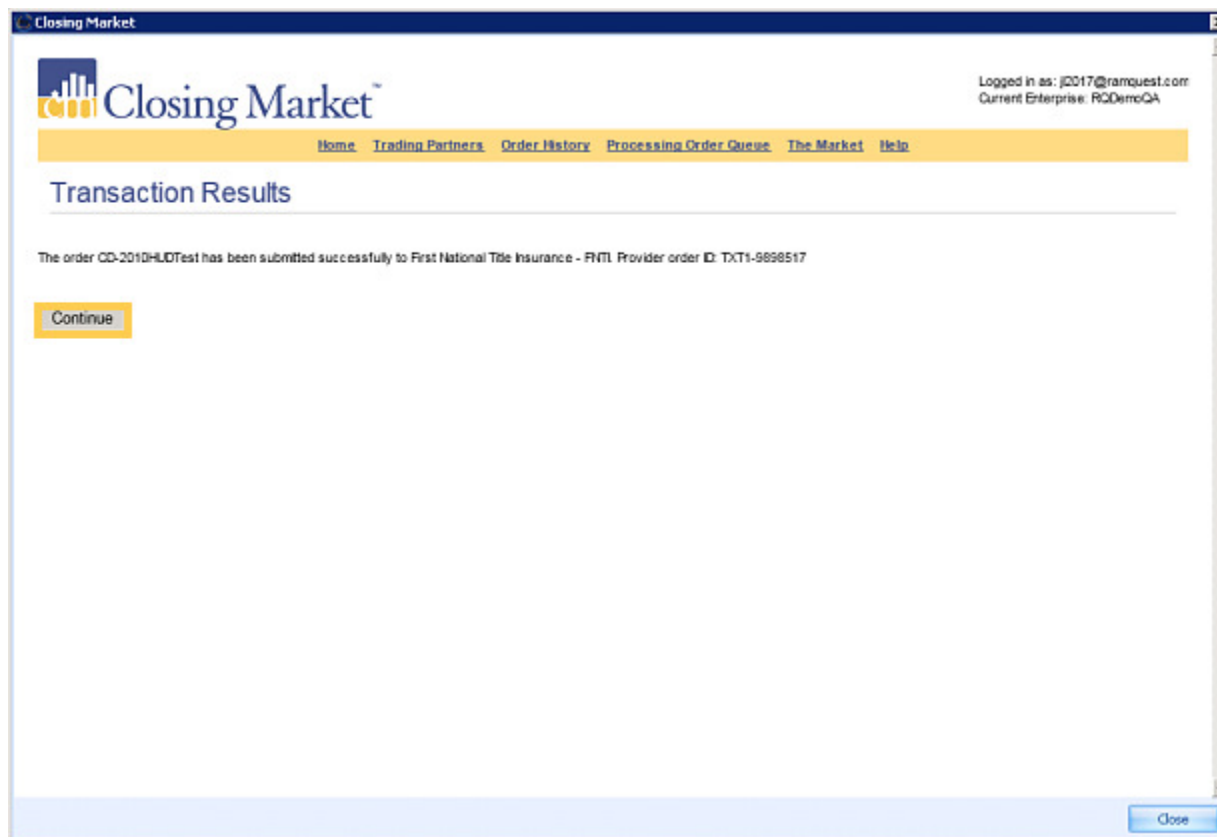 Closing Market
cm Closing Market™
Logged in as: jl2017@ramquest.com
Current Enterprise: RQDemoQA
Home Trading Partners Order History Processing Order Queue The Market Help
Transaction Results
The order CD-2010HUDTest has been submitted successfully to First National Title Insurance - FNTI. Provider order ID: TXT1-9898517
Continue
Close